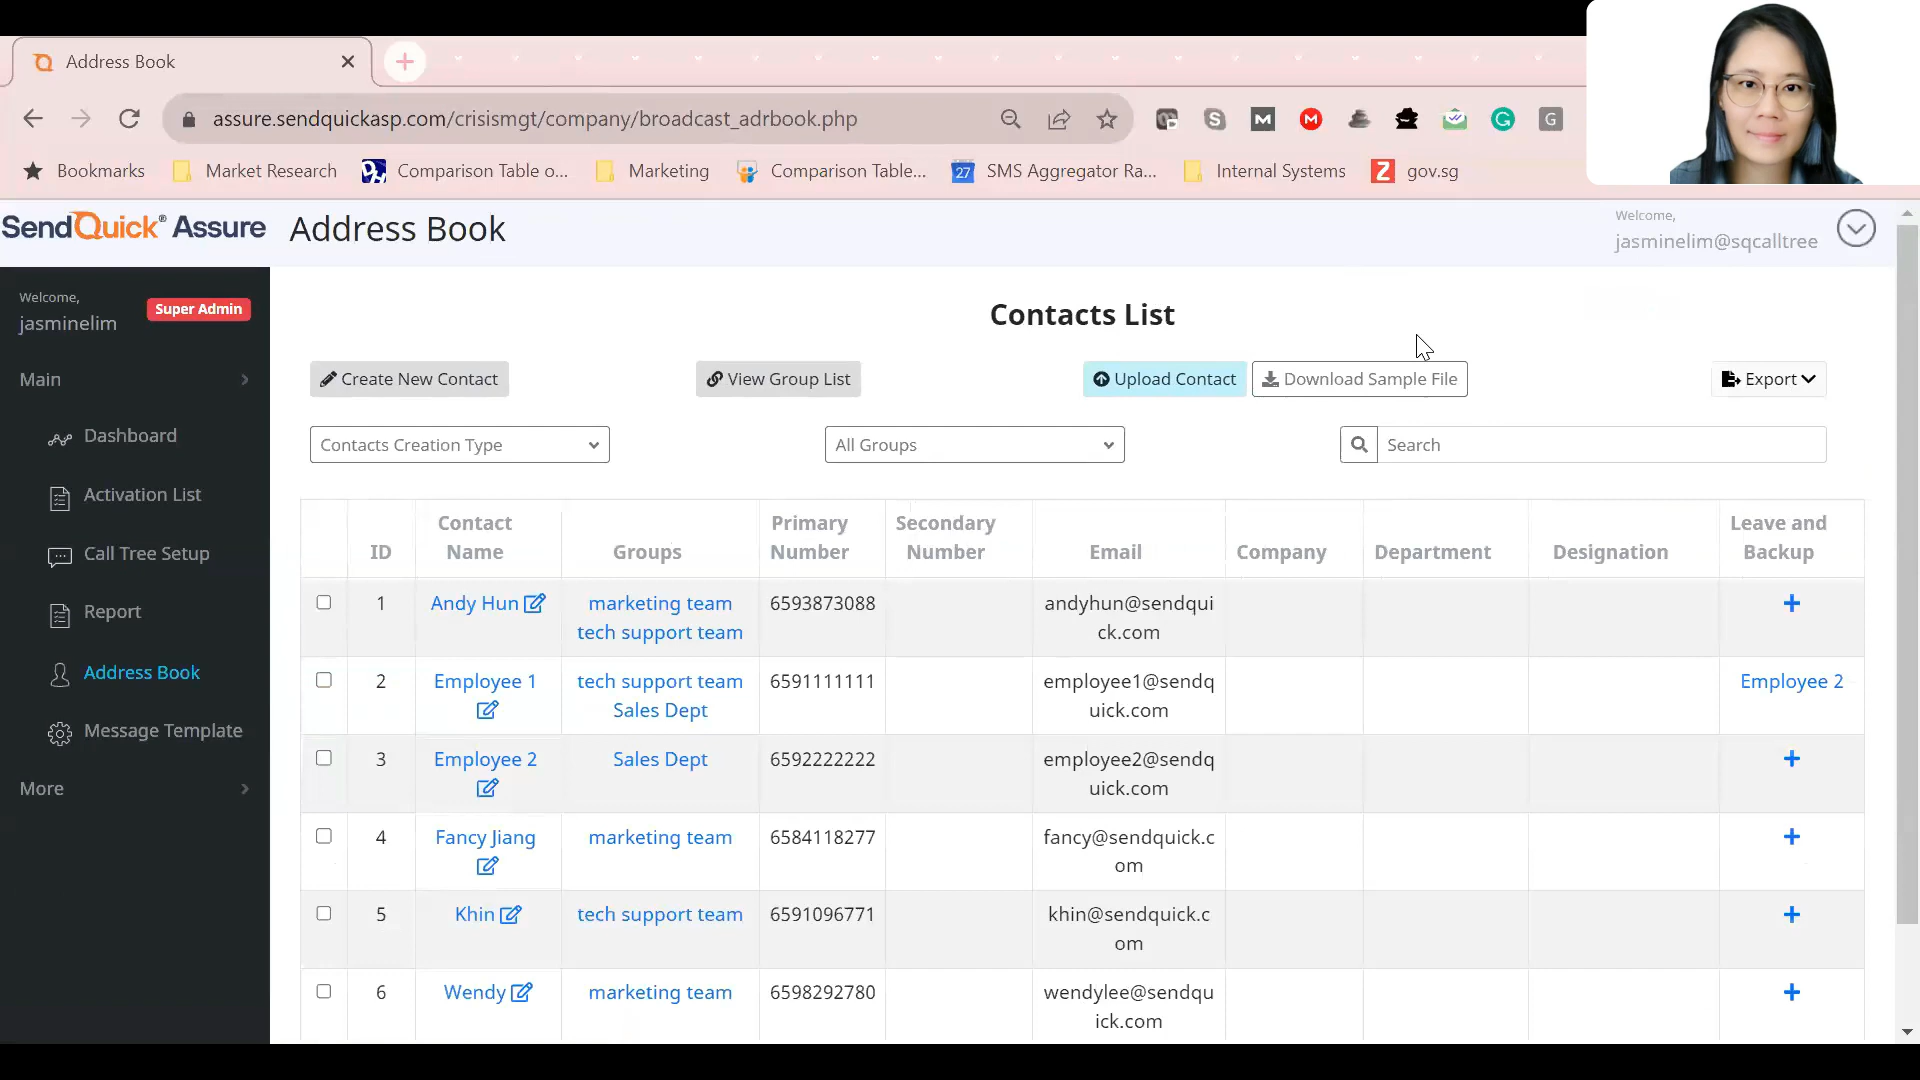 Address Book
assure.sendquickasp.com/crisismgt/company/broadcast_adrbook.php
Bookmarks Market Research Comparison Table o... Marketing Comparison Table... 27 SMS Aggregator Ra... Internal Systems gov.sg
SendQuick® Assure
Address Book
Welcome,
jasminelim@sqcalltree
Welcome,
jasminelim
Super Admin
Main
Dashboard
Activation List
Call Tree Setup
Report
Address Book
Message Template
More
Contacts List
Create New Contact View Group List Upload Contact Download Sample File Export
Contacts Creation Type All Groups Search
ID Contact Name Groups Primary Number Secondary Number Email Company Department Designation Leave and Backup
1 Andy Hun marketing team 6593873088 andyhun@sendqui +
tech support team ck.com
2 Employee 1 tech support team 6591111111 employee1@sendq Employee 2
Sales Dept uick.com
3 Employee 2 Sales Dept 6592222222 employee2@sendq +
uick.com
4 Fancy Jiang marketing team 6584118277 fancy@sendquick.c +
om
5 Khin tech support team 6591096771 khin@sendquick.c +
om
6 Wendy marketing team 6598292780 wendylee@sendqu +
ick.com